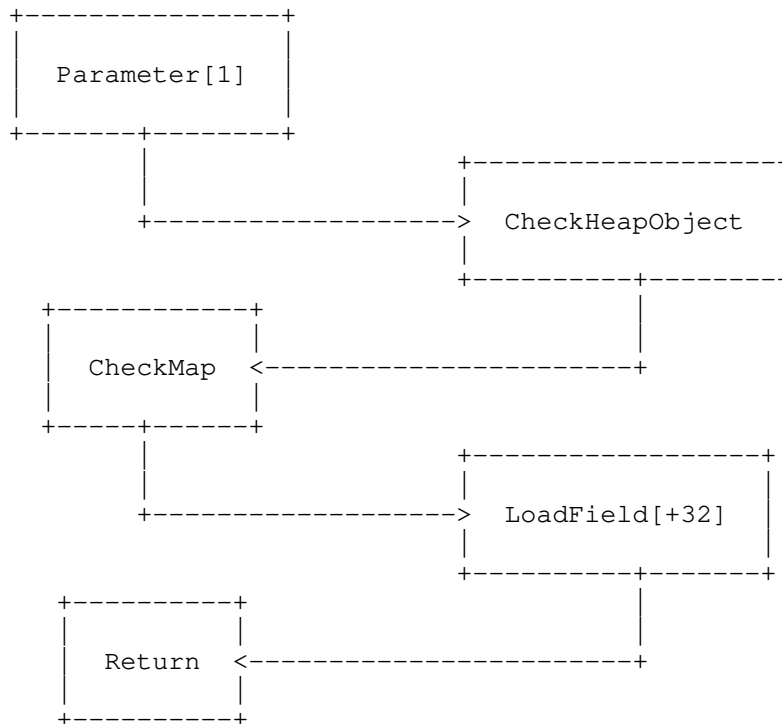 Parameter[1]
CheckHeapObject
CheckMap
LoadField[+32]
Return